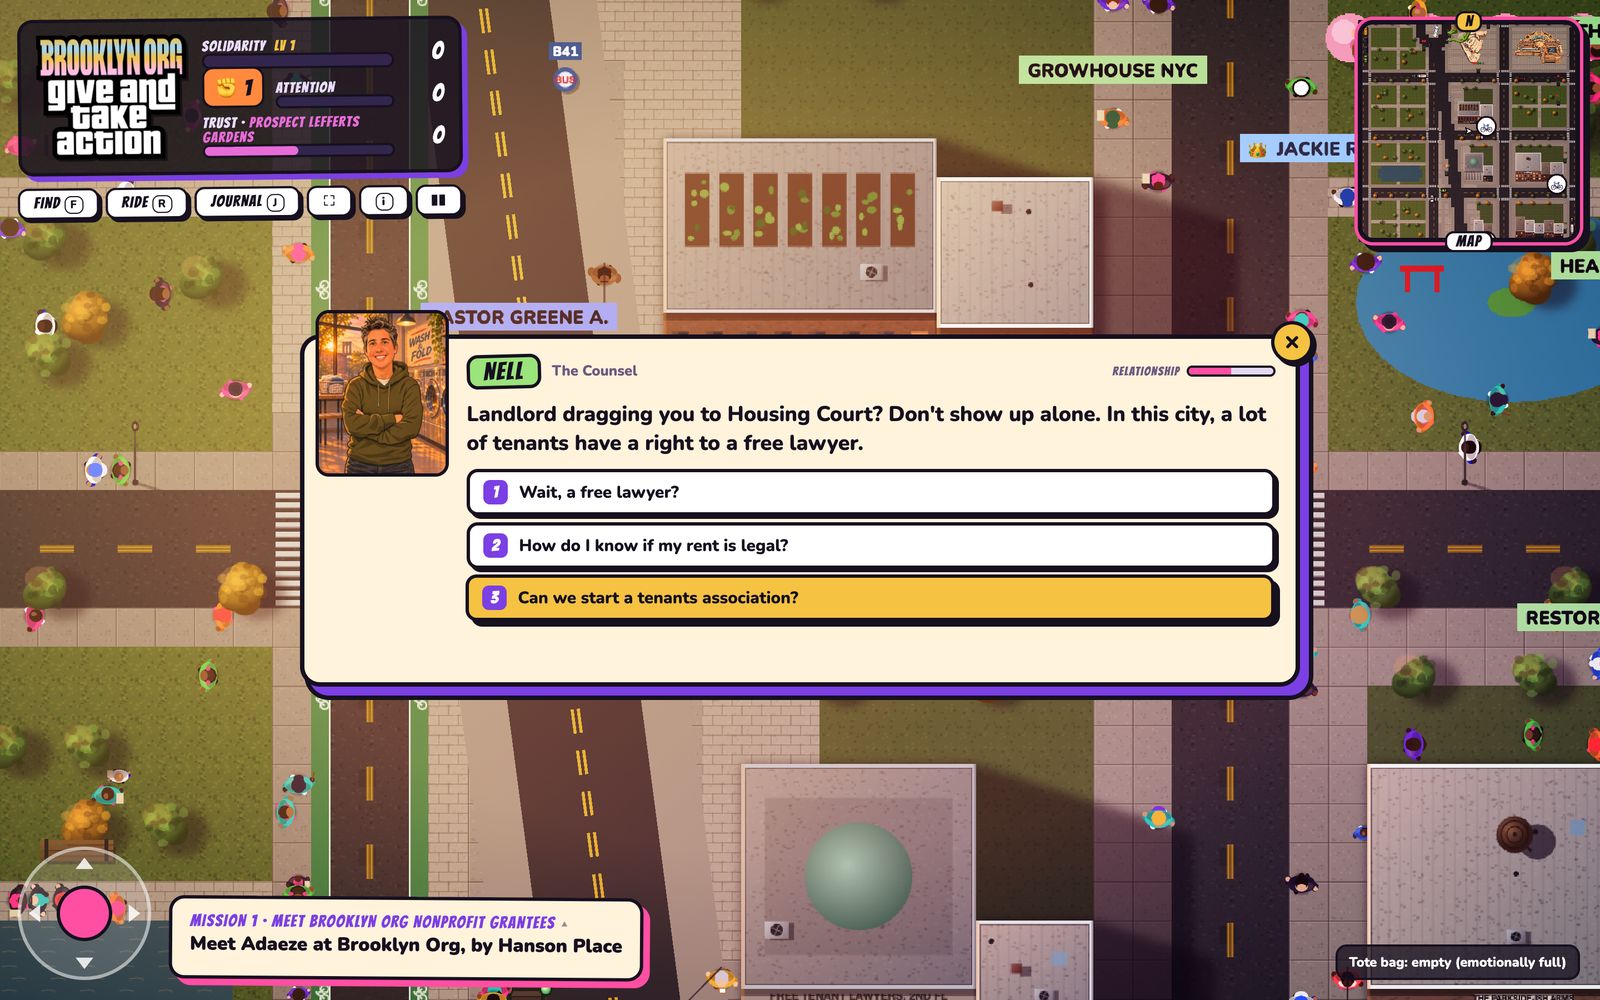 BROOKLYN ORG
give and
take
action
SOLIDARITY LV 1
0
1
ATTENTION
0
TRUST · PROSPECT LEFFERTS
GARDENS
0
FIND F
RIDE R
JOURNAL J
i
B41
BUS
GROWHOUSE NYC
JACKIE R
N
TH
MAP
HEA
ASTOR GREENE A.
WASH
& FOLD
NELL
The Counsel
RELATIONSHIP
Landlord dragging you to Housing Court? Don't show up alone. In this city, a lot
of tenants have a right to a free lawyer.
1 Wait, a free lawyer?
2 How do I know if my rent is legal?
3 Can we start a tenants association?
RESTOR
MISSION 1 · MEET BROOKLYN ORG NONPROFIT GRANTEES
Meet Adaeze at Brooklyn Org, by Hanson Place
Tote bag: empty (emotionally full)
FREE TENANT LAWYERS, 2ND FL